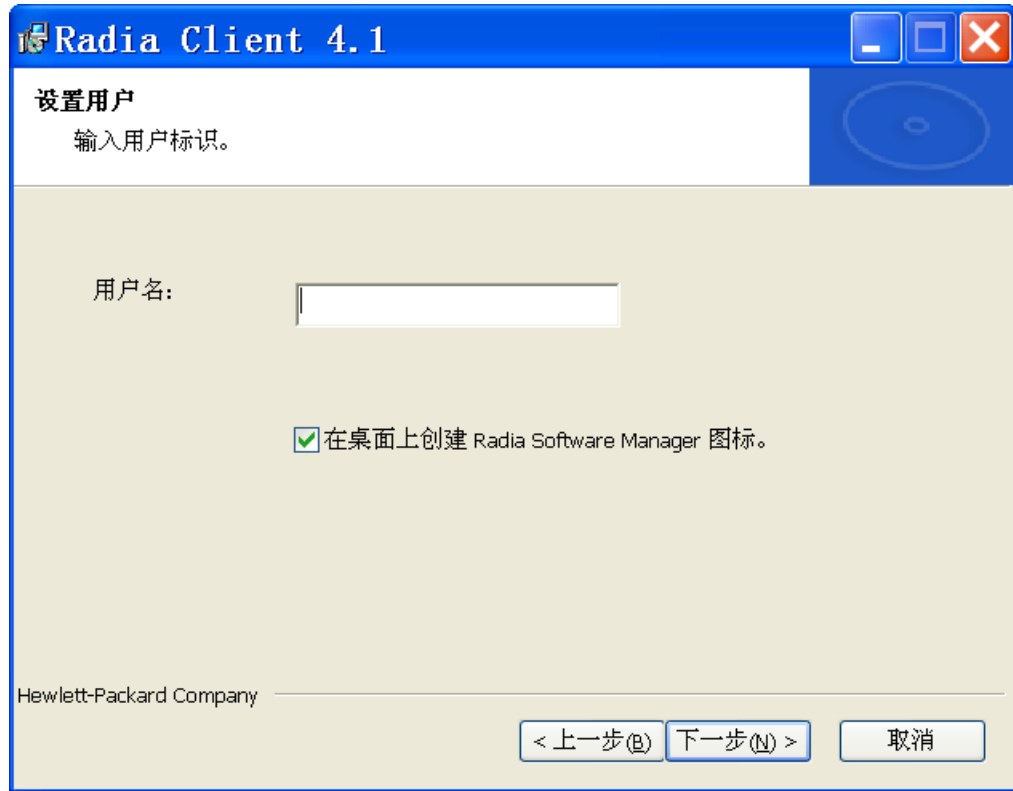 Radia Client 4.1
设置用户
输入用户标识。
用户名:
在桌面上创建 Radia Software Manager 图标。
Hewlett-Packard Company
< 上一步(B) 下一步(N) > 取消